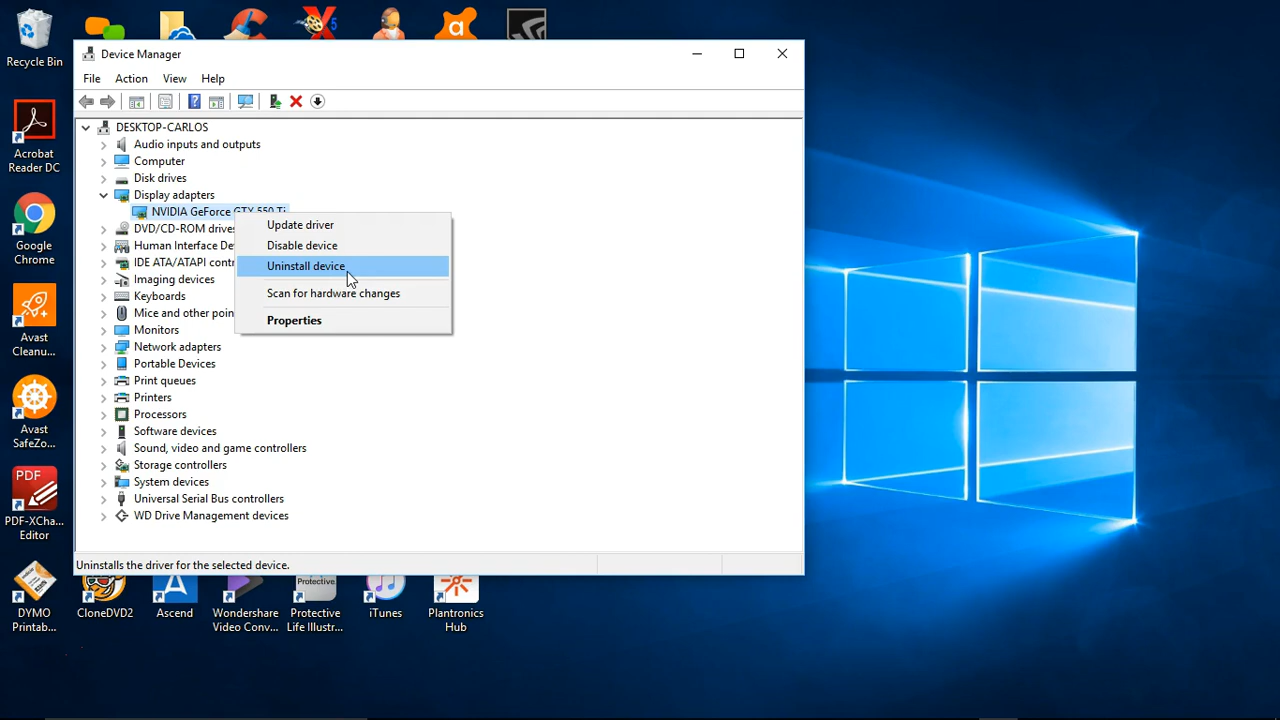 Recycle Bin
Acrobat
Reader DC
Google
Chrome
Avast
Cleanu...
Avast
SafeZo...
PDF
PDF-XCha...
Editor
DYMO
Printab...
5
Device Manager
File Action View Help
DESKTOP-CARLOS
Audio inputs and outputs
Computer
Disk drives
Display adapters
NVIDIA GeForce GTX 550 Ti
DVD/CD-ROM drives
Human Interface De
IDE ATA/ATAPI contr
Imaging devices
Keyboards
Mice and other poin
Monitors
Network adapters
Portable Devices
Print queues
Printers
Processors
Software devices
Sound, video and game controllers
Storage controllers
System devices
Universal Serial Bus controllers
WD Drive Management devices
Update driver
Disable device
Uninstall device
Scan for hardware changes
Properties
Uninstalls the driver for the selected device.
CloneDVD2
Ascend
Wondershare
Video Conv...
Protective.
Protective
Life Illustr...
iTunes
Plantronics
Hub